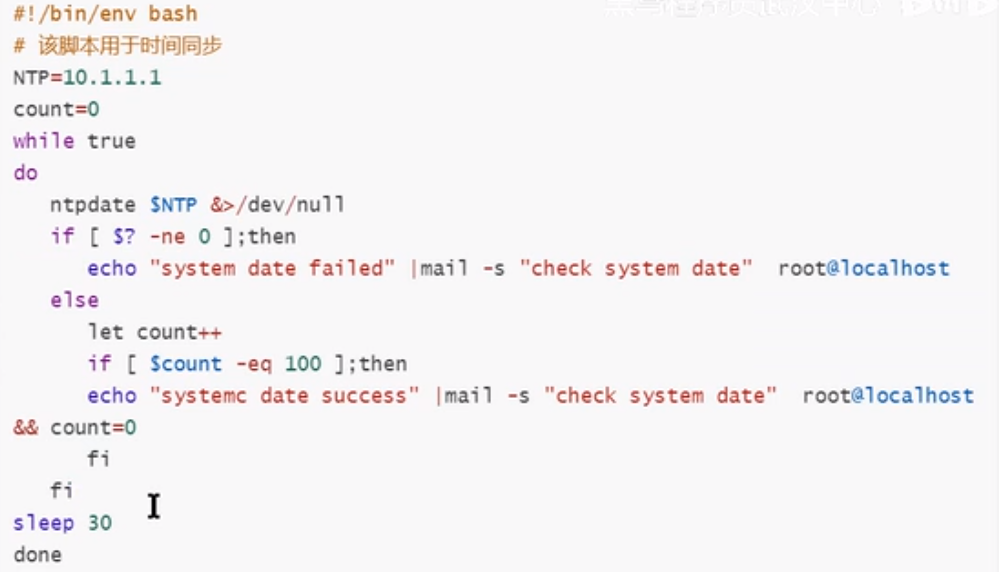 #!/bin/env bash
# 该脚本用于时间同步
NTP=10.1.1.1
count=0
while true
do
ntpdate $NTP &>/dev/null
if [ $? -ne 0 ];then
echo "system date failed" |mail -s "check system date"  root@localhost
else
let count++
if [ $count -eq 100 ];then
echo "systemc date success" |mail -s "check system date"  root@localhost
&& count=0
fi
fi
sleep 30
done